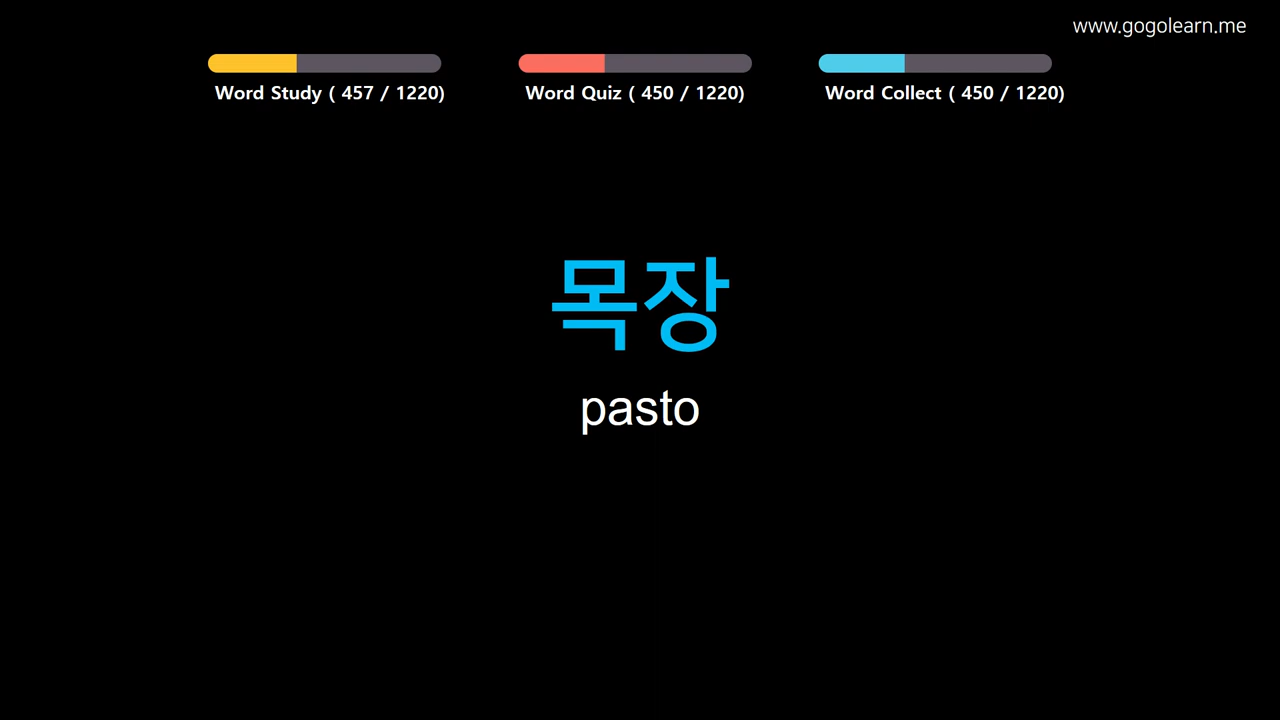 www.gogolearn.me
Word Study ( 457 / 1220)
Word Quiz ( 450 / 1220)
Word Collect ( 450 / 1220)
목장
pasto